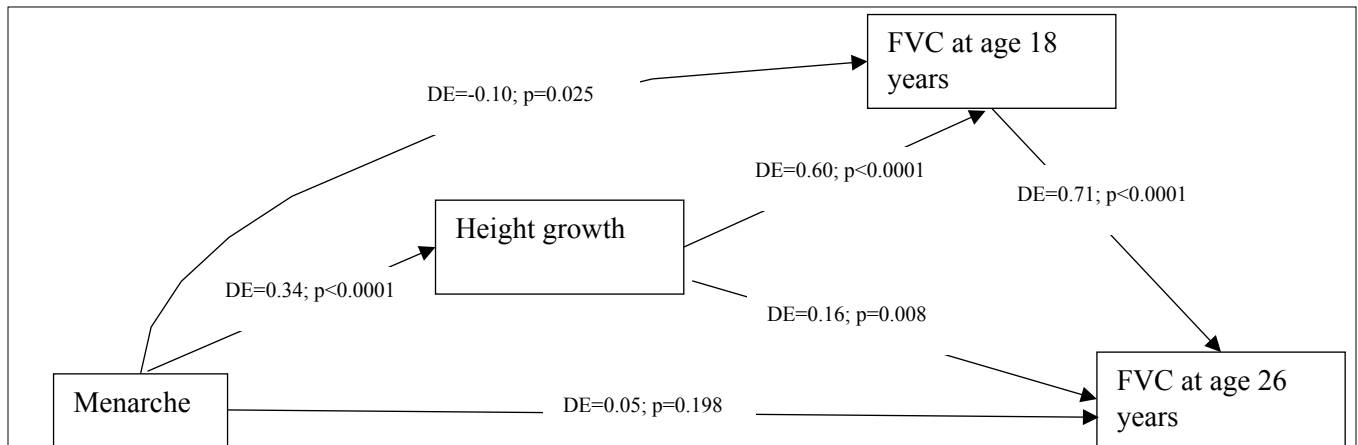 FVC at age 18
years
DE=-0.10; p=0.025
DE=0.60; p<0.0001
DE=0.71; p<0.0001
Height growth
DE=0.34; p<0.0001
DE=0.16; p=0.008
FVC at age 26
years
Menarche
DE=0.05; p=0.198